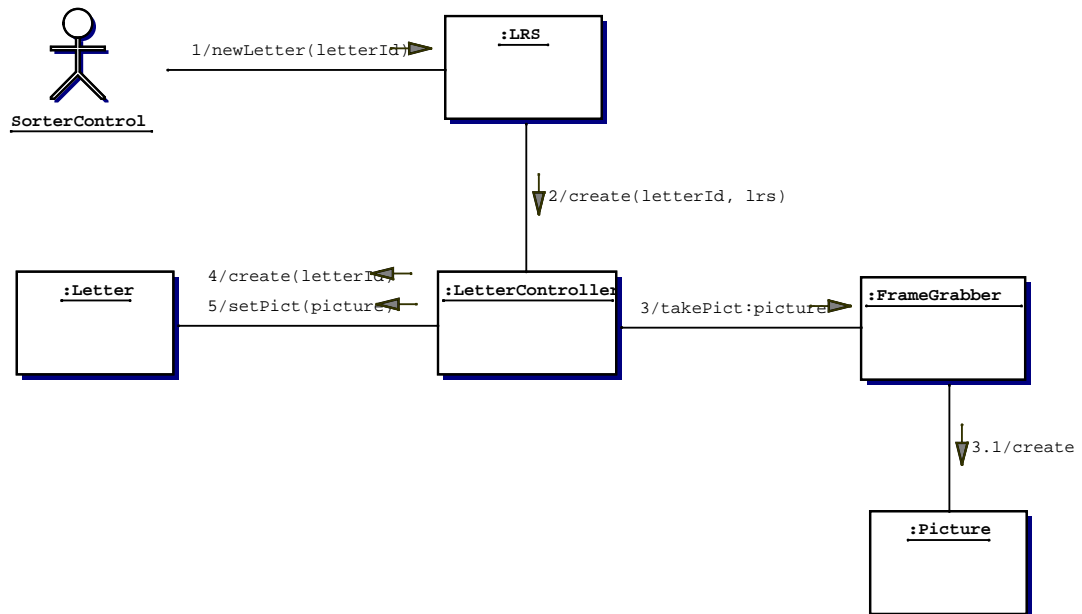 :LRS
1/newLetter(letterId)
SorterControl
2/create(letterId, lrs)
4/create(letterId)
:Letter
:LetterController
:FrameGrabber
5/setPict(picture)
3/takePict:picture
3.1/create
:Picture